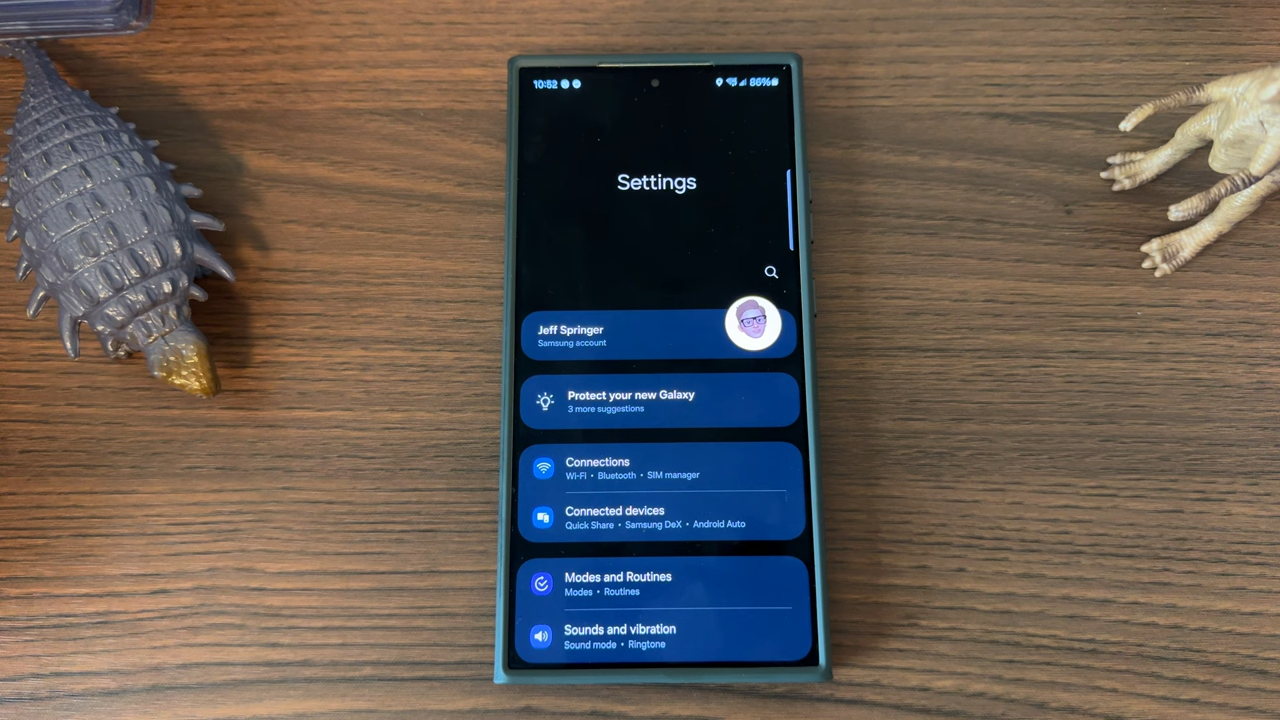 10:52
86%
Settings
Jeff Springer
Samsung account
Protect your new Galaxy
3 more suggestions
Connections
Wi-Fi • Bluetooth • SIM manager
Connected devices
Quick Share • Samsung DeX • Android Auto
Modes and Routines
Modes • Routines
Sounds and vibration
Sound mode • Ringtone